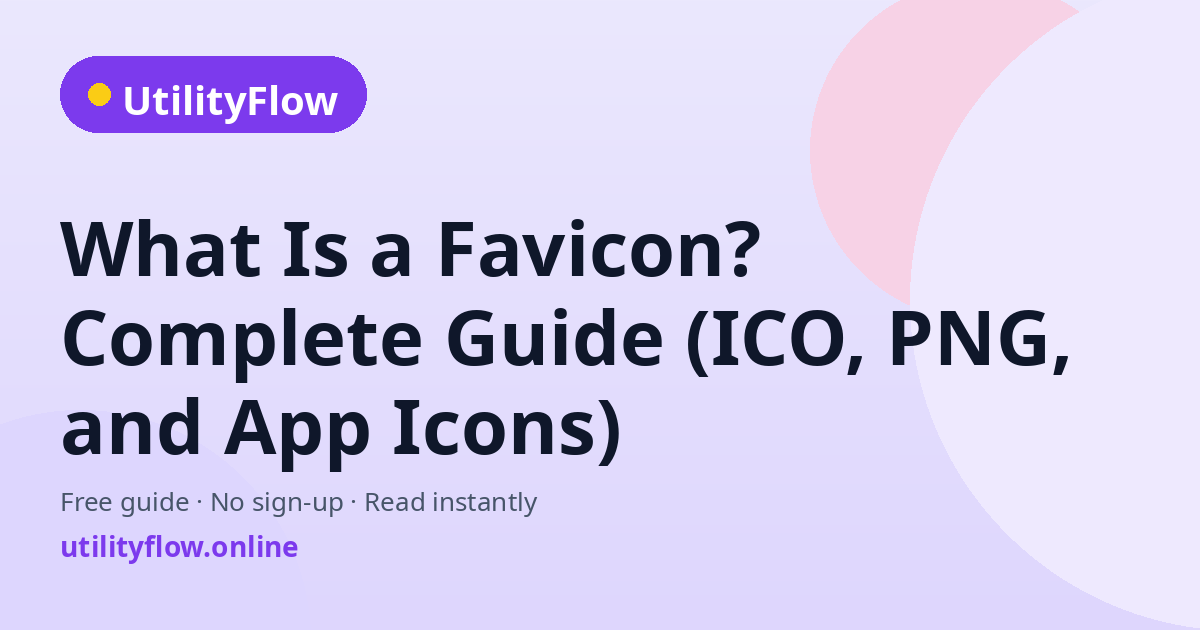 UtilityFlow
What Is a Favicon?
Complete Guide (ICO, PNG,
and App Icons)
Free guide · No sign-up · Read instantly
utilityflow.online